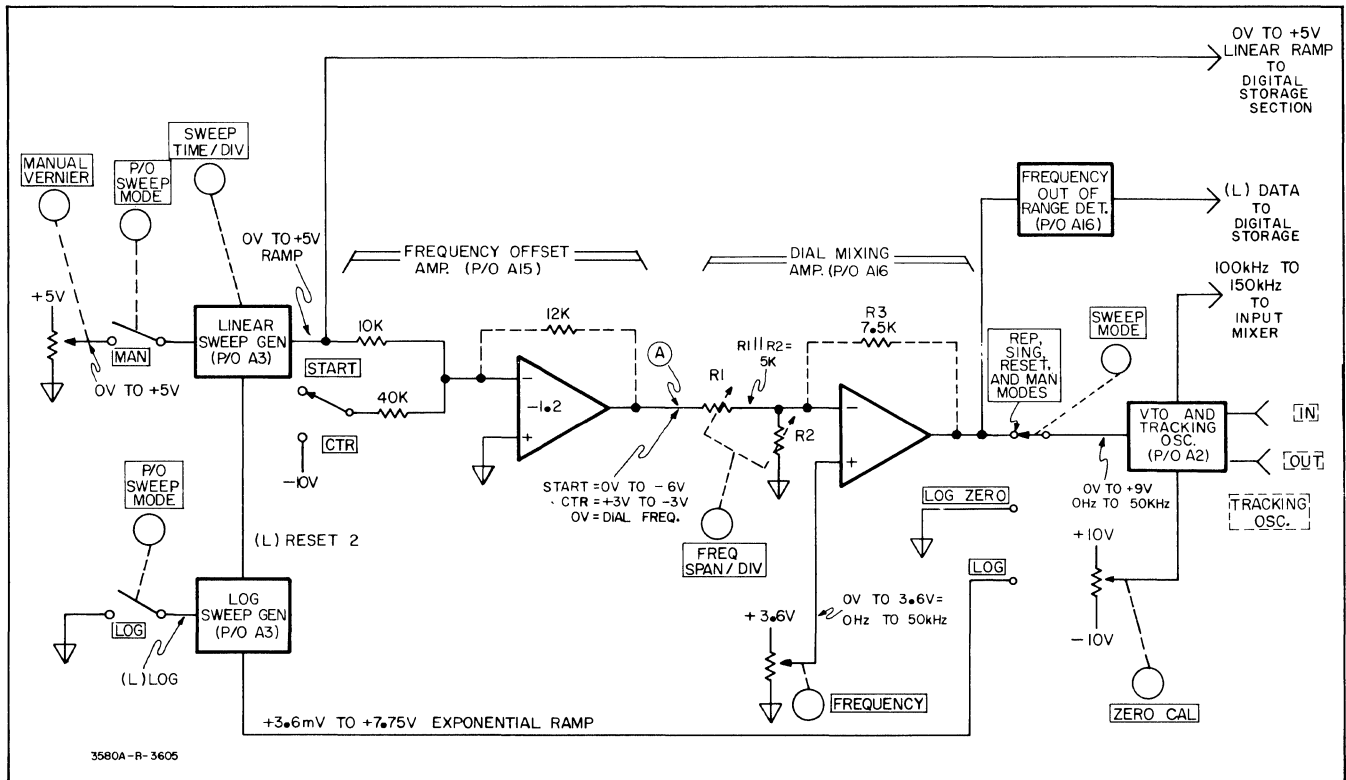 0V TO +5V
LINEAR RAMP
TO
DIGITAL
STORAGE
SECTION
SWEEP
TIME/DIV
MANUAL
VERNIER
P/O
SWEEP
MODE
FREQUENCY
OUT OF
RANGE DET.
(P/O A16)
(L) DATA
TO
DIGITAL
STORAGE
0V TO +5V
RAMP
FREQUENCY OFFSET
AMP. (P/O A15)
DIAL MIXING
AMP. (P/O A16
100kHz TO
150kHz
TO
INPUT
MIXER
+5V
LINEAR
SWEEP GEN
(P/O A3)
MAN
0V TO +5V
10K
12K
START
40K
CTR
-10V
-
-1.2
+
A
R1
R1||R2=
5K
R2
R3
7.5K
-
+
REP,
SING,
RESET,
AND MAN
MODES
SWEEP
MODE
VTO AND
TRACKING
OSC.
(P/O A2)
IN
OUT
TRACKING
OSC.
START=0V TO -6V
CTR=+3V TO -3V
0V=DIAL FREQ.
0V TO +9V
0Hz TO 50KHz
P/O
SWEEP
MODE
(L) RESET 2
FREQ
SPAN/DIV
LOG ZERO
LOG
+10V
-10V
LOG
SWEEP GEN
(P/O A3)
LOG
(L)LOG
+3.6V
0V TO 3.6V=
0Hz TO 50kHz
FREQUENCY
ZERO CAL
+3.6mV TO +7.75V EXPONENTIAL RAMP
3580A-R-3605